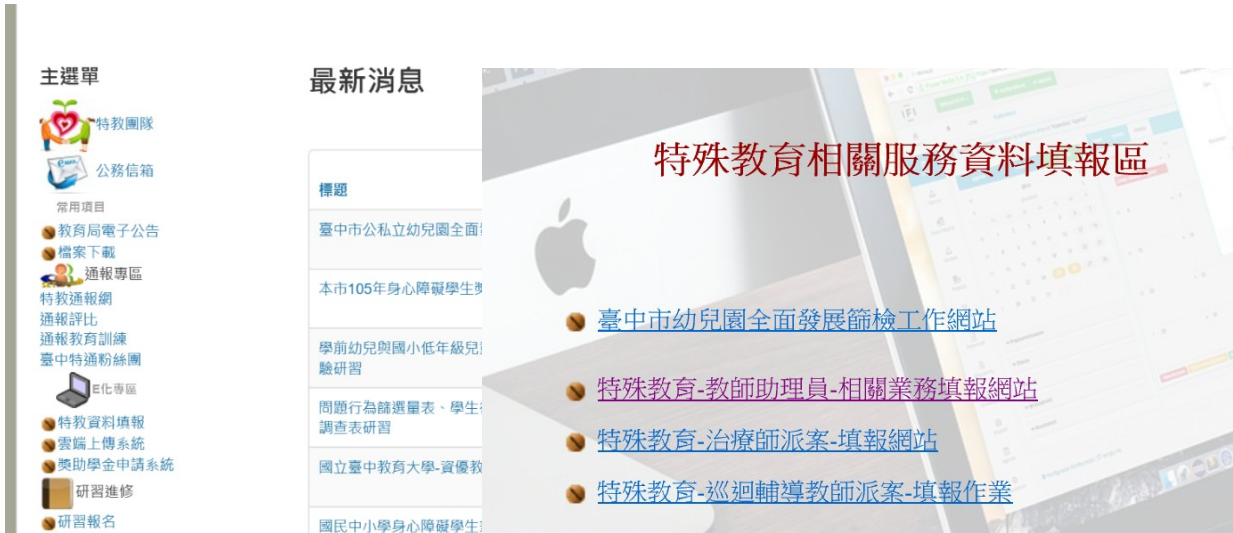 主選單
特教團隊
公務信箱
常用項目
教育局電子公告
檔案下載
通報專區
特教通報網
通報評比
通報教育訓練
臺中特通粉絲團
E化專區
特教資料填報
雲端上傳系統
獎助學金申請系統
研習進修
研習報名
最新消息
標題
臺中市公私立幼兒園全面
本市105年身心障礙學生獎
學前幼兒與國小低年級兒
驗研習
問題行為篩選量表、學生
調查表研習
國立臺中教育大學-資優教
國民中小學身心障礙學生
特殊教育相關服務資料填報區
臺中市幼兒園全面發展篩檢工作網站
特殊教育-教師助理員-相關業務填報網站
特殊教育-治療師派案-填報網站
特殊教育-巡迴輔導教師派案-填報作業